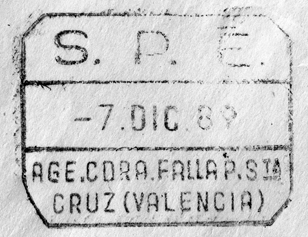 S. P. E.
-7.DIC.89
AGE.CDRA.FALLA P.STA
CRUZ (VALENCIA)